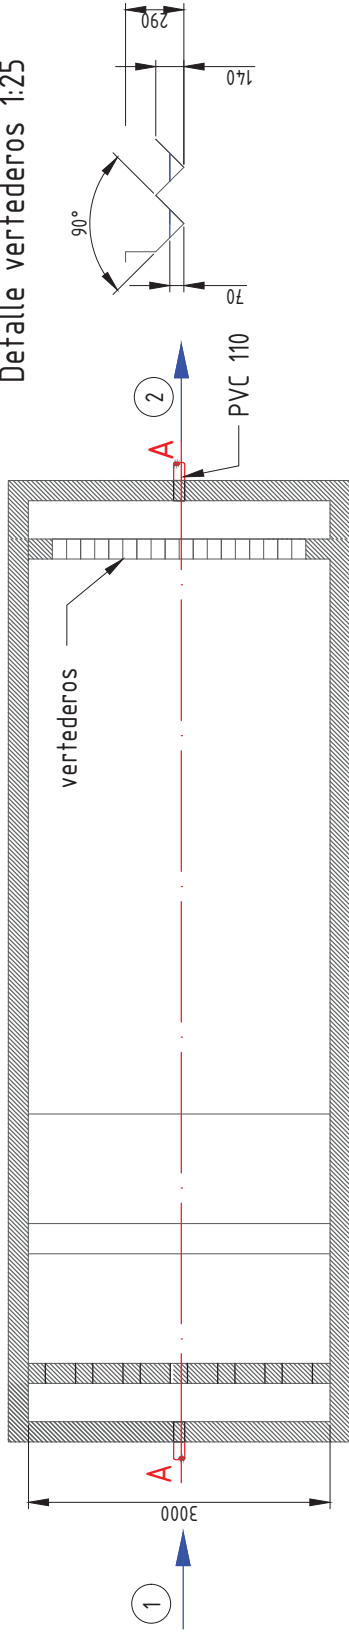 Detalle vertederos 1:25
90°
290
140
70
2
A
PVC 110
vertederos
A
3000
1